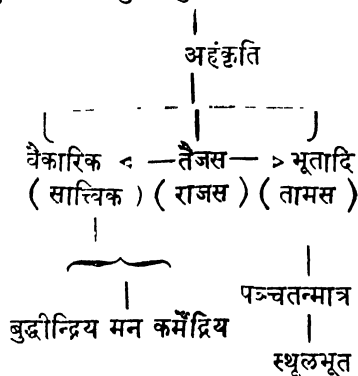 अहंकृति
वैकारिक < —तैजस— > भूतादि
( सात्त्विक ) ( राजस ) ( तामस )
पञ्चतन्मात्र
बुद्धीन्द्रिय मन कर्मेंद्रिय
स्थूलभूत